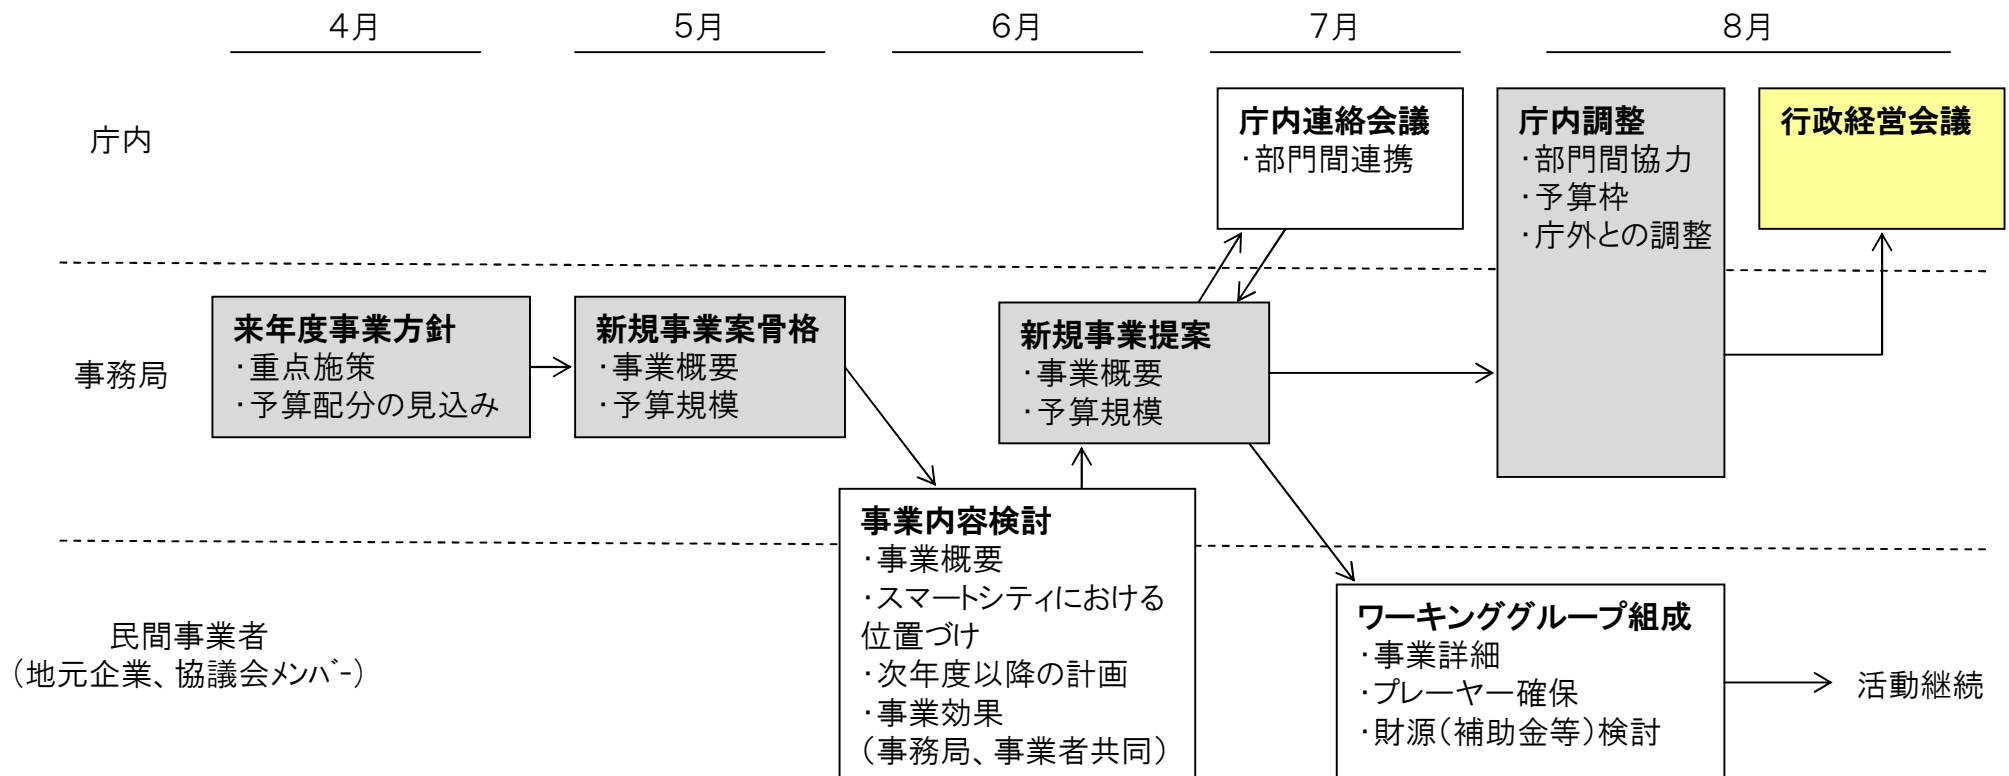 4月
5月
6月
7月
8月
庁内
庁内連絡会議
・部門間連携
庁内調整
・部門間協力
・予算枠
・庁外との調整
行政経営会議
事務局
来年度事業方針
・重点施策
・予算配分の見込み
新規事業案骨格
・事業概要
・予算規模
新規事業提案
・事業概要
・予算規模
事業内容検討
・事業概要
・スマートシティにおける
位置づけ
・次年度以降の計画
・事業効果
（事務局、事業者共同）
民間事業者
（地元企業、協議会ﾒﾝﾊﾞｰ）
ワーキンググループ組成
・事業詳細
・プレーヤー確保
・財源（補助金等）検討
活動継続